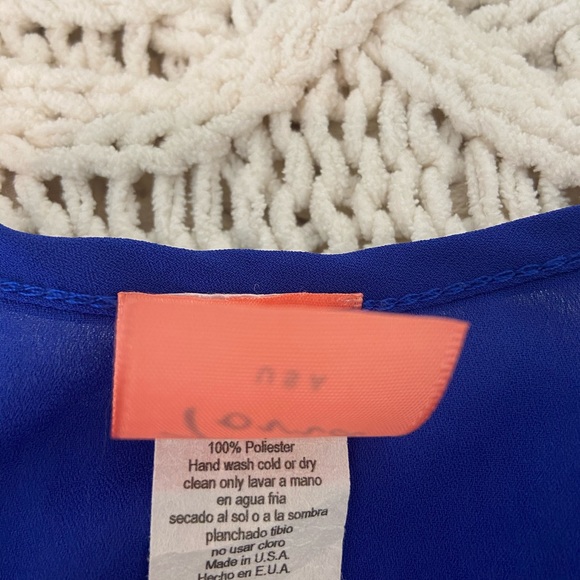 100% Poliester
Hand wash cold or dry
clean only lavar a mano
en agua fria
secado al sol o a la sombra
planchado tibio
no usar cloro
Made in U.S.A.
Hecho en E.U.A.